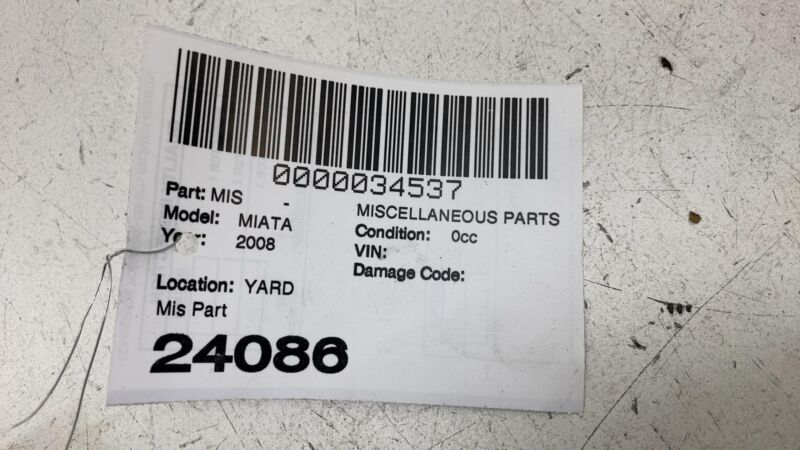 0000034537
Part: MIS - MISCELLANEOUS PARTS
Model: MIATA Condition: 0cc
Year: 2008 VIN:
Damage Code:
Location: YARD
Mis Part
24086